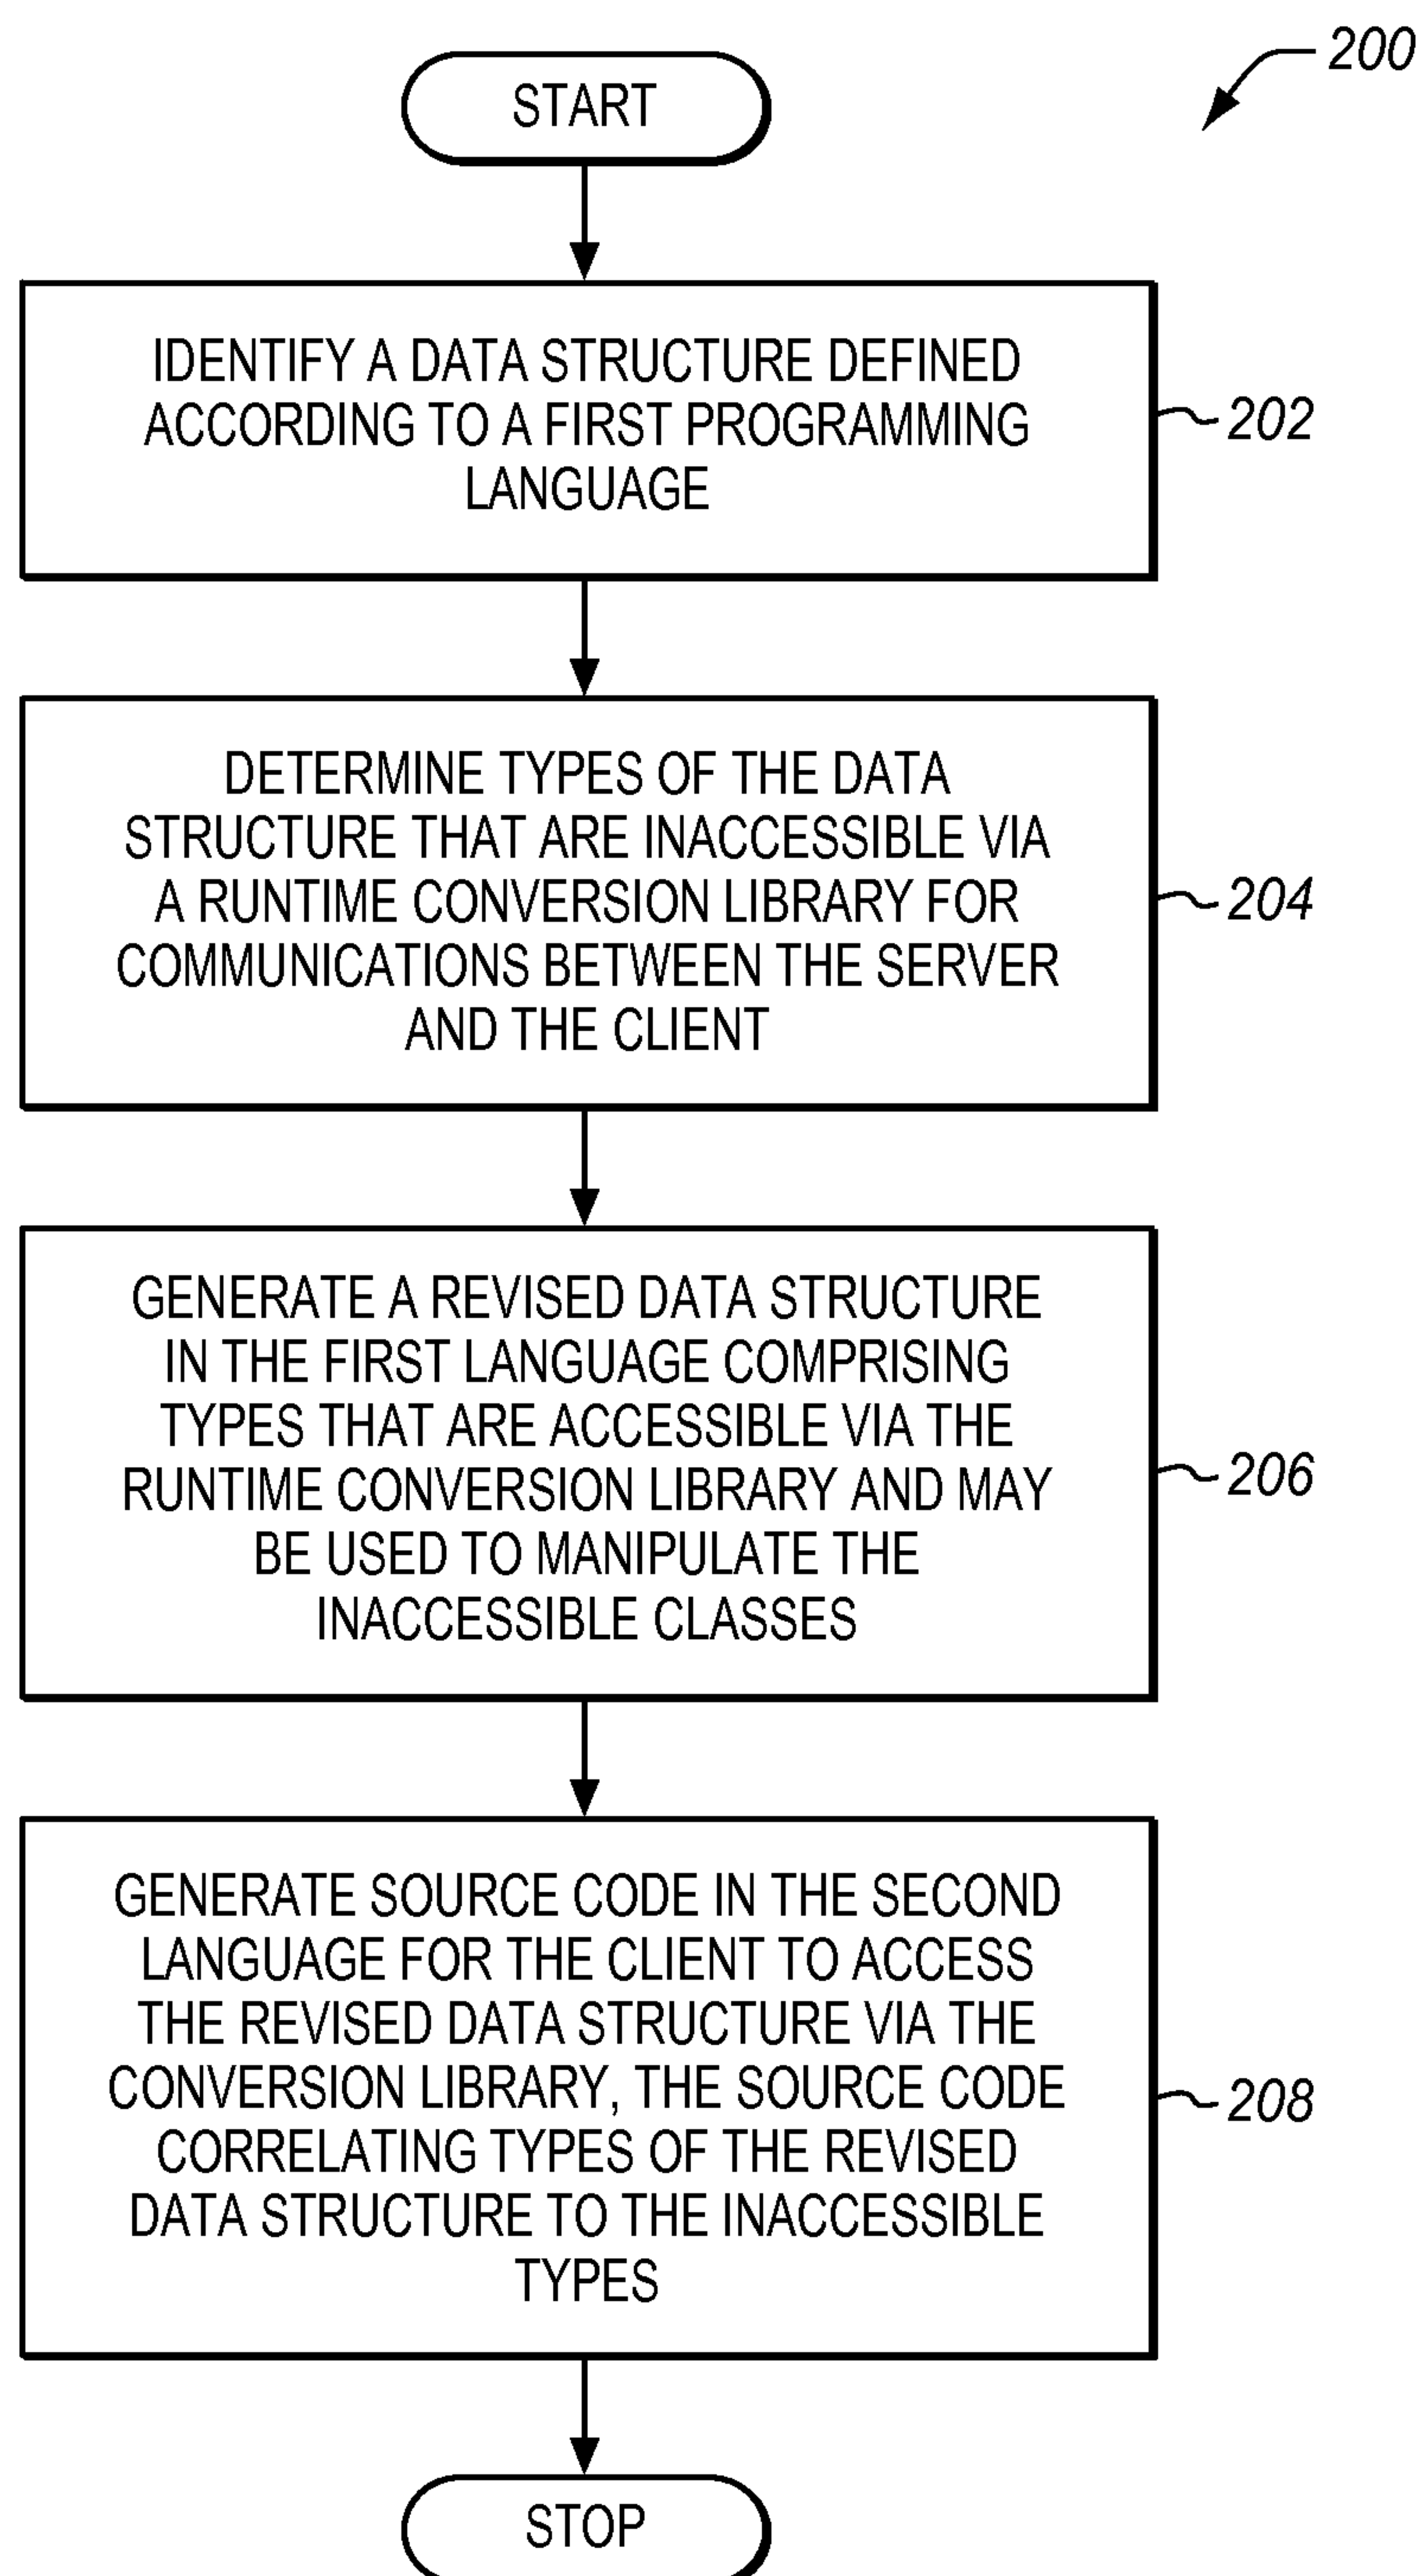 200
START
IDENTIFY A DATA STRUCTURE DEFINED
ACCORDING TO A FIRST PROGRAMMING
LANGUAGE
202
DETERMINE TYPES OF THE DATA
STRUCTURE THAT ARE INACCESSIBLE VIA
A RUNTIME CONVERSION LIBRARY FOR
COMMUNICATIONS BETWEEN THE SERVER
AND THE CLIENT
204
GENERATE A REVISED DATA STRUCTURE
IN THE FIRST LANGUAGE COMPRISING
TYPES THAT ARE ACCESSIBLE VIA THE
RUNTIME CONVERSION LIBRARY AND MAY
BE USED TO MANIPULATE THE
INACCESSIBLE CLASSES
206
GENERATE SOURCE CODE IN THE SECOND
LANGUAGE FOR THE CLIENT TO ACCESS
THE REVISED DATA STRUCTURE VIA THE
CONVERSION LIBRARY, THE SOURCE CODE
CORRELATING TYPES OF THE REVISED
DATA STRUCTURE TO THE INACCESSIBLE
TYPES
208
STOP